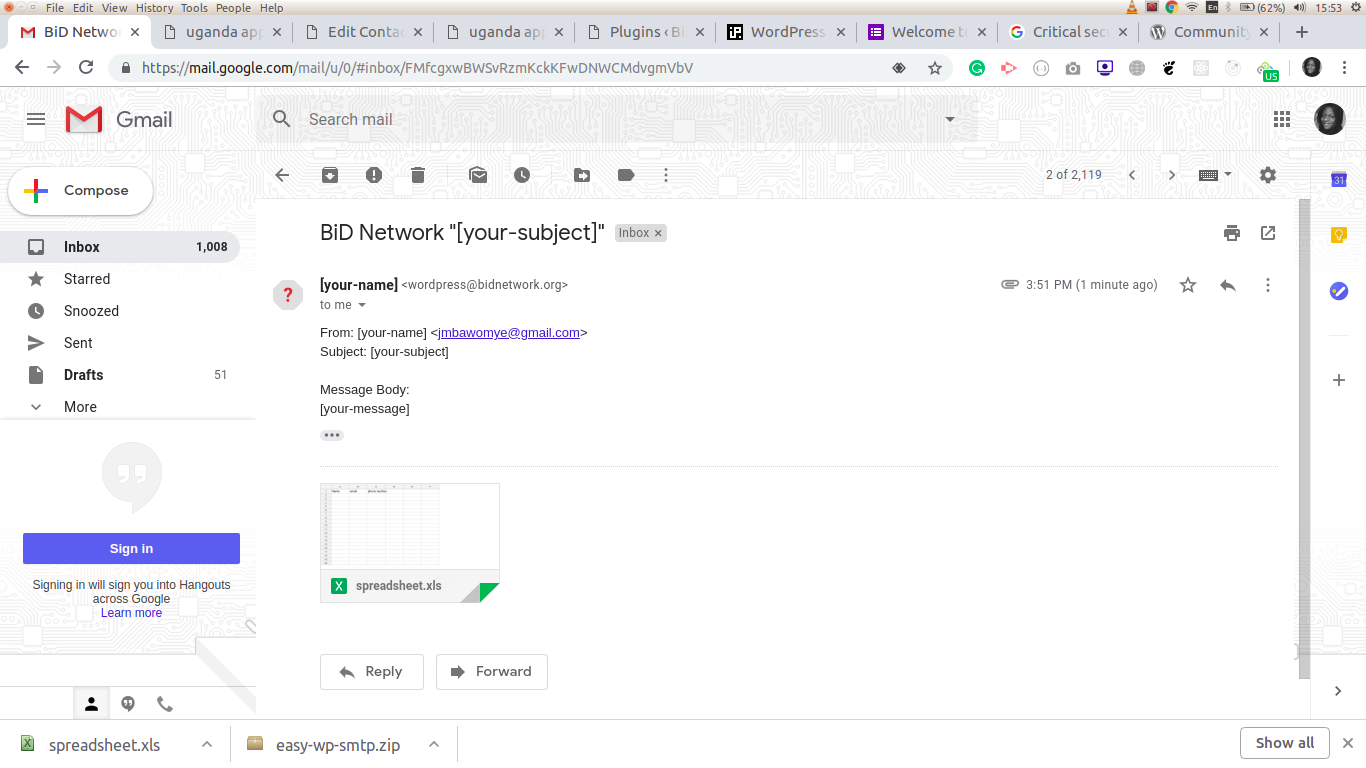 File Edit View History Tools People Help
En
(62%)
15:53
BiD Networ
uganda app
Edit Contac
uganda app
Plugins ‹ Bi
WordPress
Welcome to
Critical secu
Community
https://mail.google.com/mail/u/0/#inbox/FMfcgxwBWSvRzmKckKFwDNWCMdvgmVbV
US
Gmail
Search mail
Compose
2 of 2,119
31
Inbox 1,008
Starred
Snoozed
Sent
Drafts 51
More
BiD Network "[your-subject]" Inbox x
[your-name] <wordpress@bidnetwork.org>
3:51 PM (1 minute ago)
to me
From: [your-name] <jmbawomye@gmail.com>
Subject: [your-subject]
Message Body:
[your-message]
X spreadsheet.xls
Reply
Forward
Sign in
Signing in will sign you into Hangouts
across Google
Learn more
spreadsheet.xls
easy-wp-smtp.zip
Show all